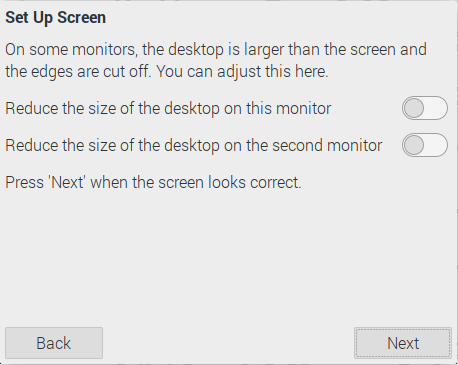 Set Up Screen
On some monitors, the desktop is larger than the screen and
the edges are cut off. You can adjust this here.
Reduce the size of the desktop on this monitor
Reduce the size of the desktop on the second monitor
Press 'Next' when the screen looks correct.
Back
Next